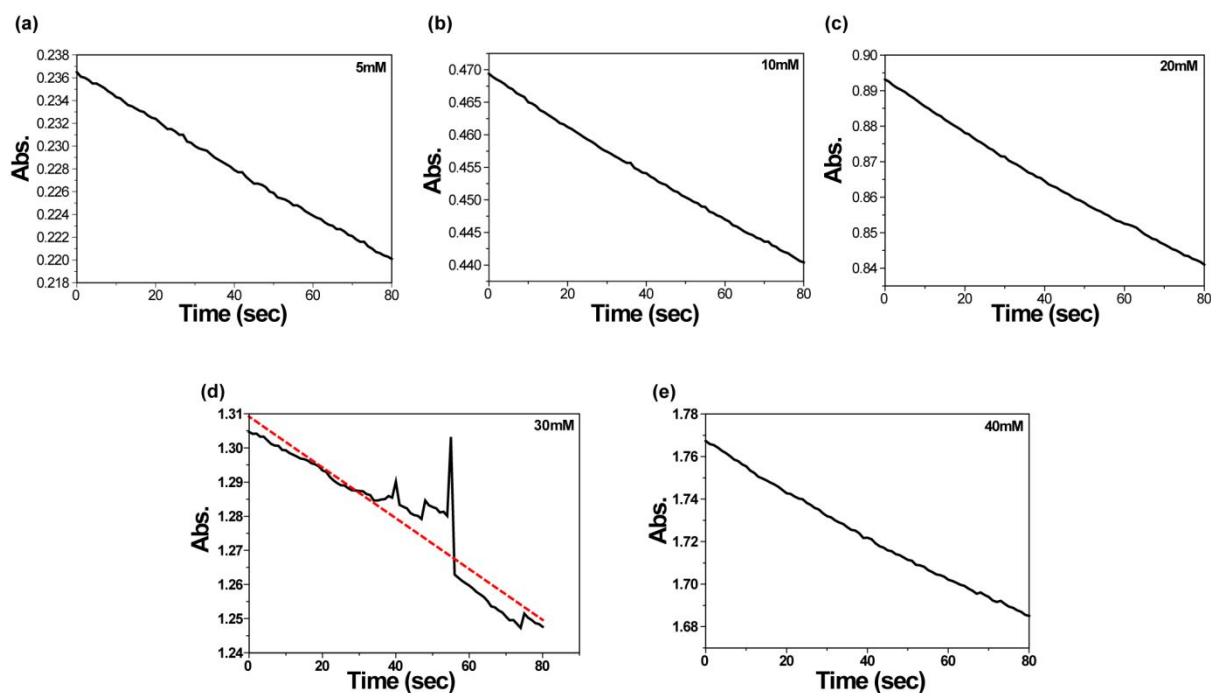 (a)
5mM
0.238
0.236
0.234
0.232
0.230
0.228
0.226
0.224
0.222
0.220
0.218
Abs.
0 20 40 60 80
Time (sec)
(b)
10mM
0.470
0.465
0.460
0.455
0.450
0.445
0.440
Abs.
0 20 40 60 80
Time (sec)
(c)
20mM
0.90
0.89
0.88
0.87
0.86
0.85
0.84
Abs.
0 20 40 60 80
Time (sec)
(d)
30mM
1.31
1.30
1.29
1.28
1.27
1.26
1.25
1.24
Abs.
0 20 40 60 80
Time (sec)
(e)
40mM
1.78
1.76
1.74
1.72
1.70
1.68
Abs.
0 20 40 60 80
Time (sec)